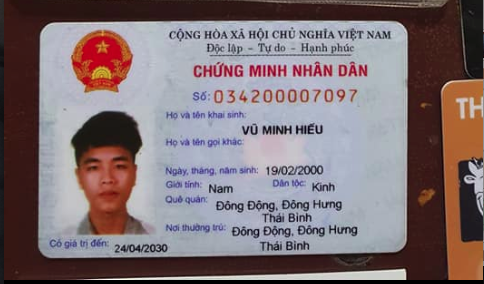 CỘNG HÒA XÃ HỘI CHỦ NGHĨA VIỆT NAM
Độc lập - Tự do - Hạnh phúc
CHỨNG MINH NHÂN DÂN
Số: 034200007097
Họ và tên khai sinh:
VŨ MINH HIẾU
Họ và tên gọi khác:
Ngày, tháng, năm sinh: 19/02/2000
Giới tính: Nam Dân tộc: Kinh
Quê quán: Đông Động, Đông Hưng
Thái Bình
Nơi thường trú: Đông Động, Đông Hưng
Thái Bình
Có giá trị đến: 24/04/2030
TH